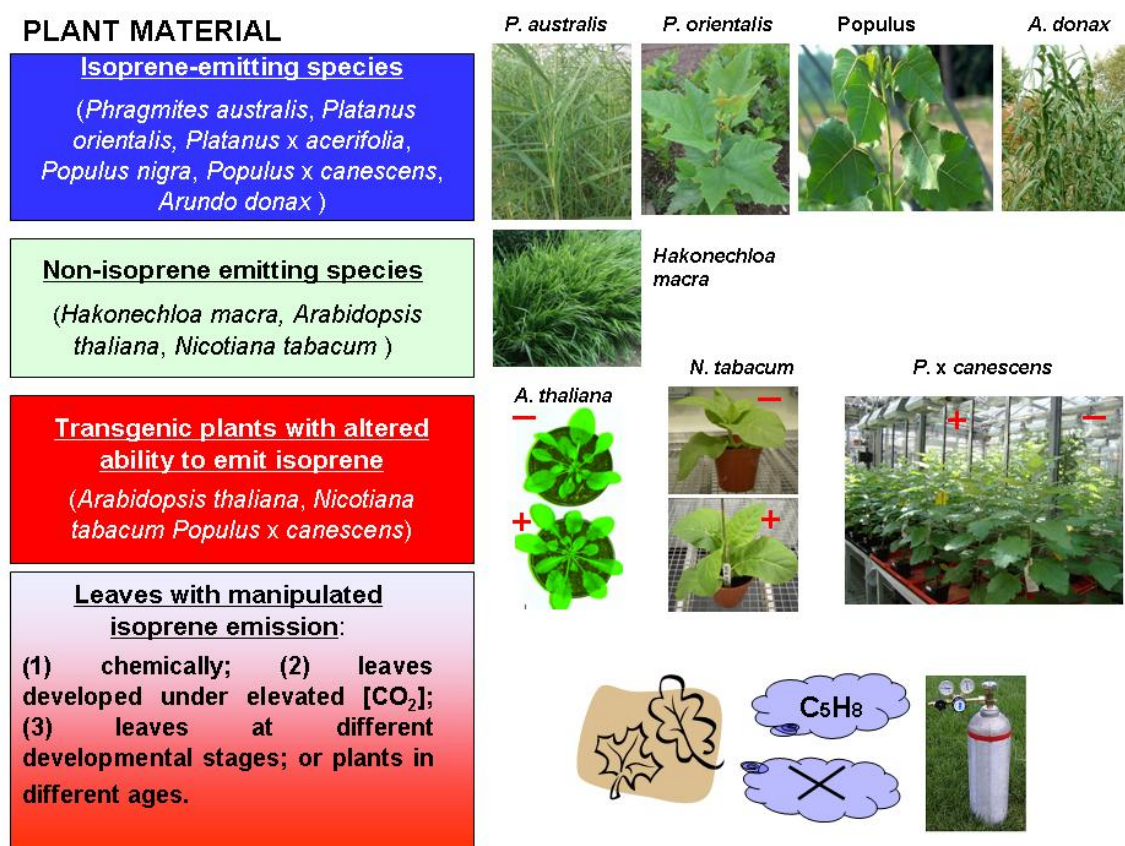 PLANT MATERIAL
Isoprene-emitting species
(Phragmites australis, Platanus
orientalis, Platanus x acerifolia,
Populus nigra, Populus x canescens,
Arundo donax )
P. australis
P. orientalis
Populus
A. donax
Non-isoprene emitting species
(Hakonechloa macra, Arabidopsis
thaliana, Nicotiana tabacum )
Hakonechloa
macra
Transgenic plants with altered
ability to emit isoprene
(Arabidopsis thaliana, Nicotiana
tabacum Populus x canescens)
A. thaliana
−
+
N. tabacum
−
+
P. x canescens
+ −
Leaves with manipulated
isoprene emission:
(1) chemically; (2) leaves
developed under elevated [CO₂];
(3) leaves at different
developmental stages; or plants in
different ages.
C5H8